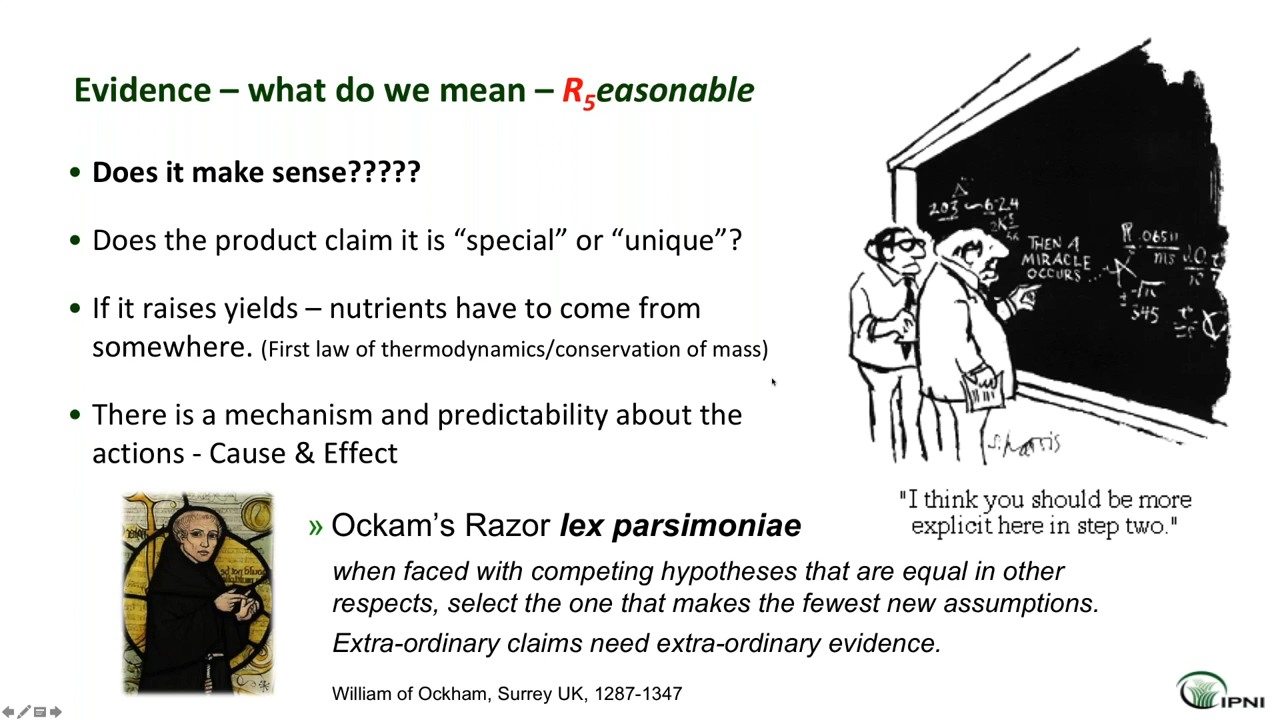 Evidence – what do we mean – R5easonable
• Does it make sense?????
• Does the product claim it is “special” or “unique”?
• If it raises yields – nutrients have to come from
somewhere. (First law of thermodynamics/conservation of mass)
• There is a mechanism and predictability about the
actions - Cause & Effect
» Ockam’s Razor lex parsimoniae
when faced with competing hypotheses that are equal in other
respects, select the one that makes the fewest new assumptions.
Extra-ordinary claims need extra-ordinary evidence.
William of Ockham, Surrey UK, 1287-1347
THEN A
MIRACLE
OCCURS...
S. Harris
"I think you should be more
explicit here in step two."
IPNI